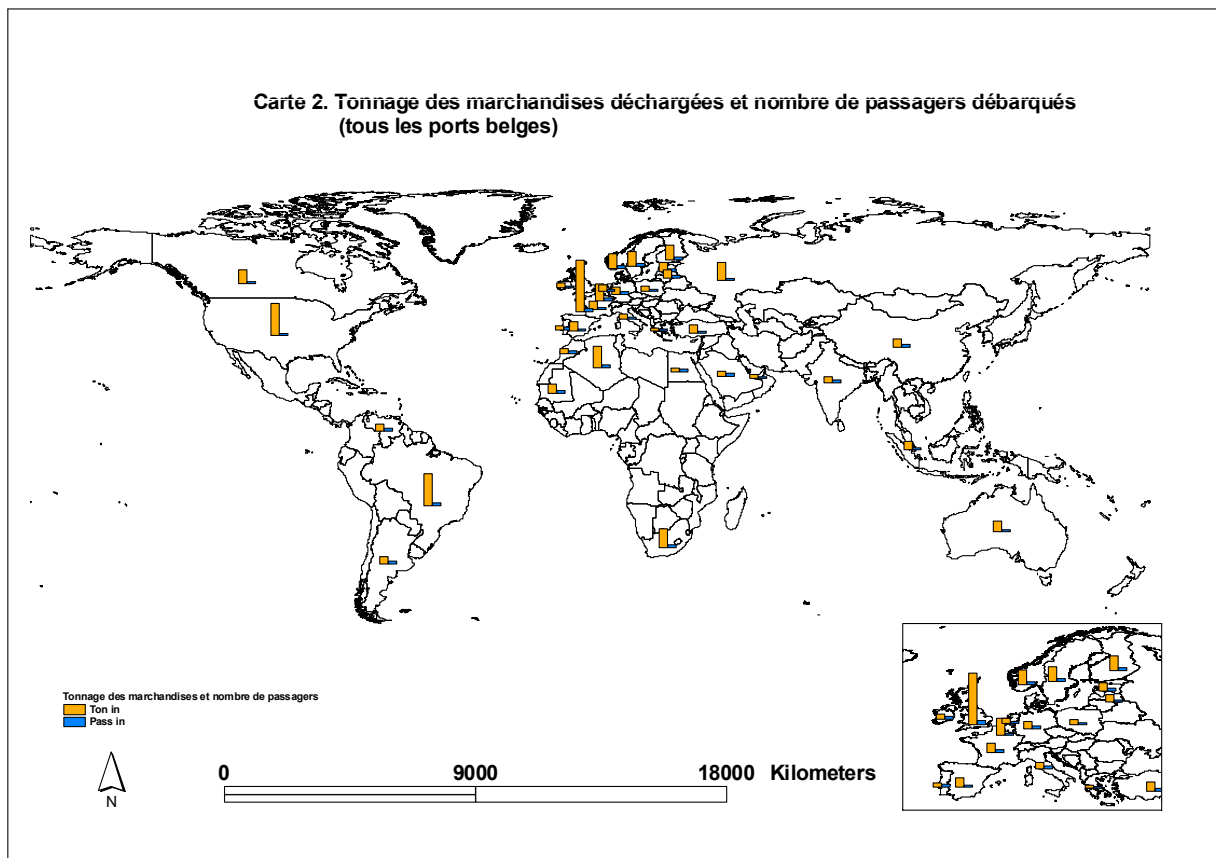 Carte 2. Tonnage des marchandises déchargées et nombre de passagers débarqués
(tous les ports belges)
Tonnage des marchandises et nombre de passagers
Ton in
Pass in
N
0 9000 18000 Kilometers